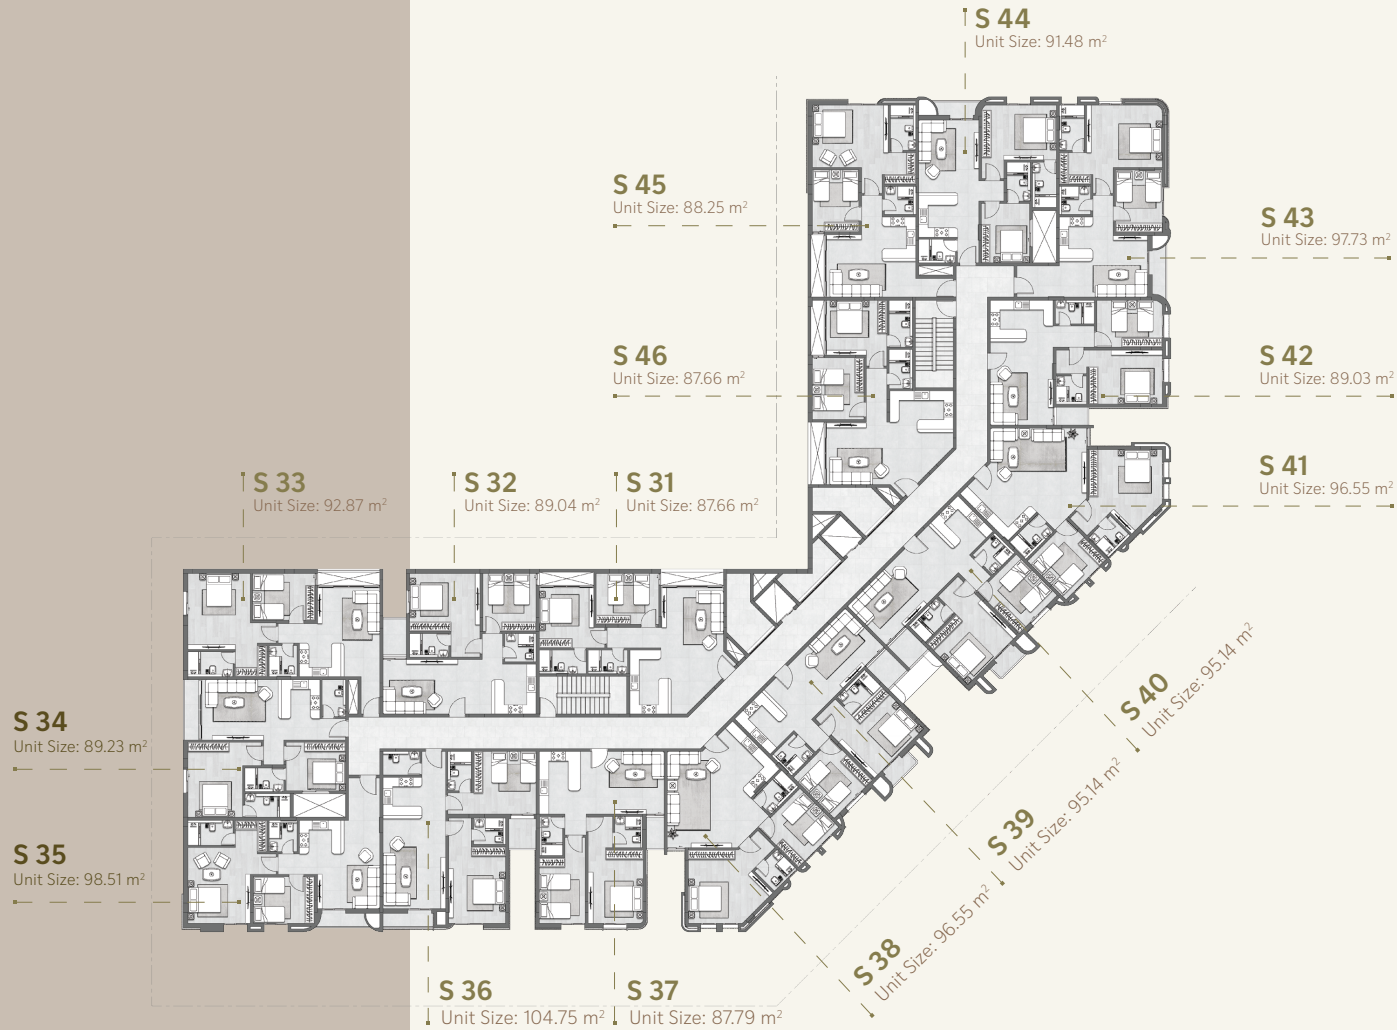 S 44
Unit Size: 91.48 m²
S 45
Unit Size: 88.25 m²
S 43
Unit Size: 97.73 m²
S 46
Unit Size: 87.66 m²
S 42
Unit Size: 89.03 m²
S 33
Unit Size: 92.87 m²
S 32
Unit Size: 89.04 m²
S 31
Unit Size: 87.66 m²
S 41
Unit Size: 96.55 m²
S 34
Unit Size: 89.23 m²
S 40
Unit Size: 95.14 m²
S 35
Unit Size: 98.51 m²
S 39
Unit Size: 95.14 m²
S 38
Unit Size: 96.55 m²
S 36
Unit Size: 104.75 m²
S 37
Unit Size: 87.79 m²